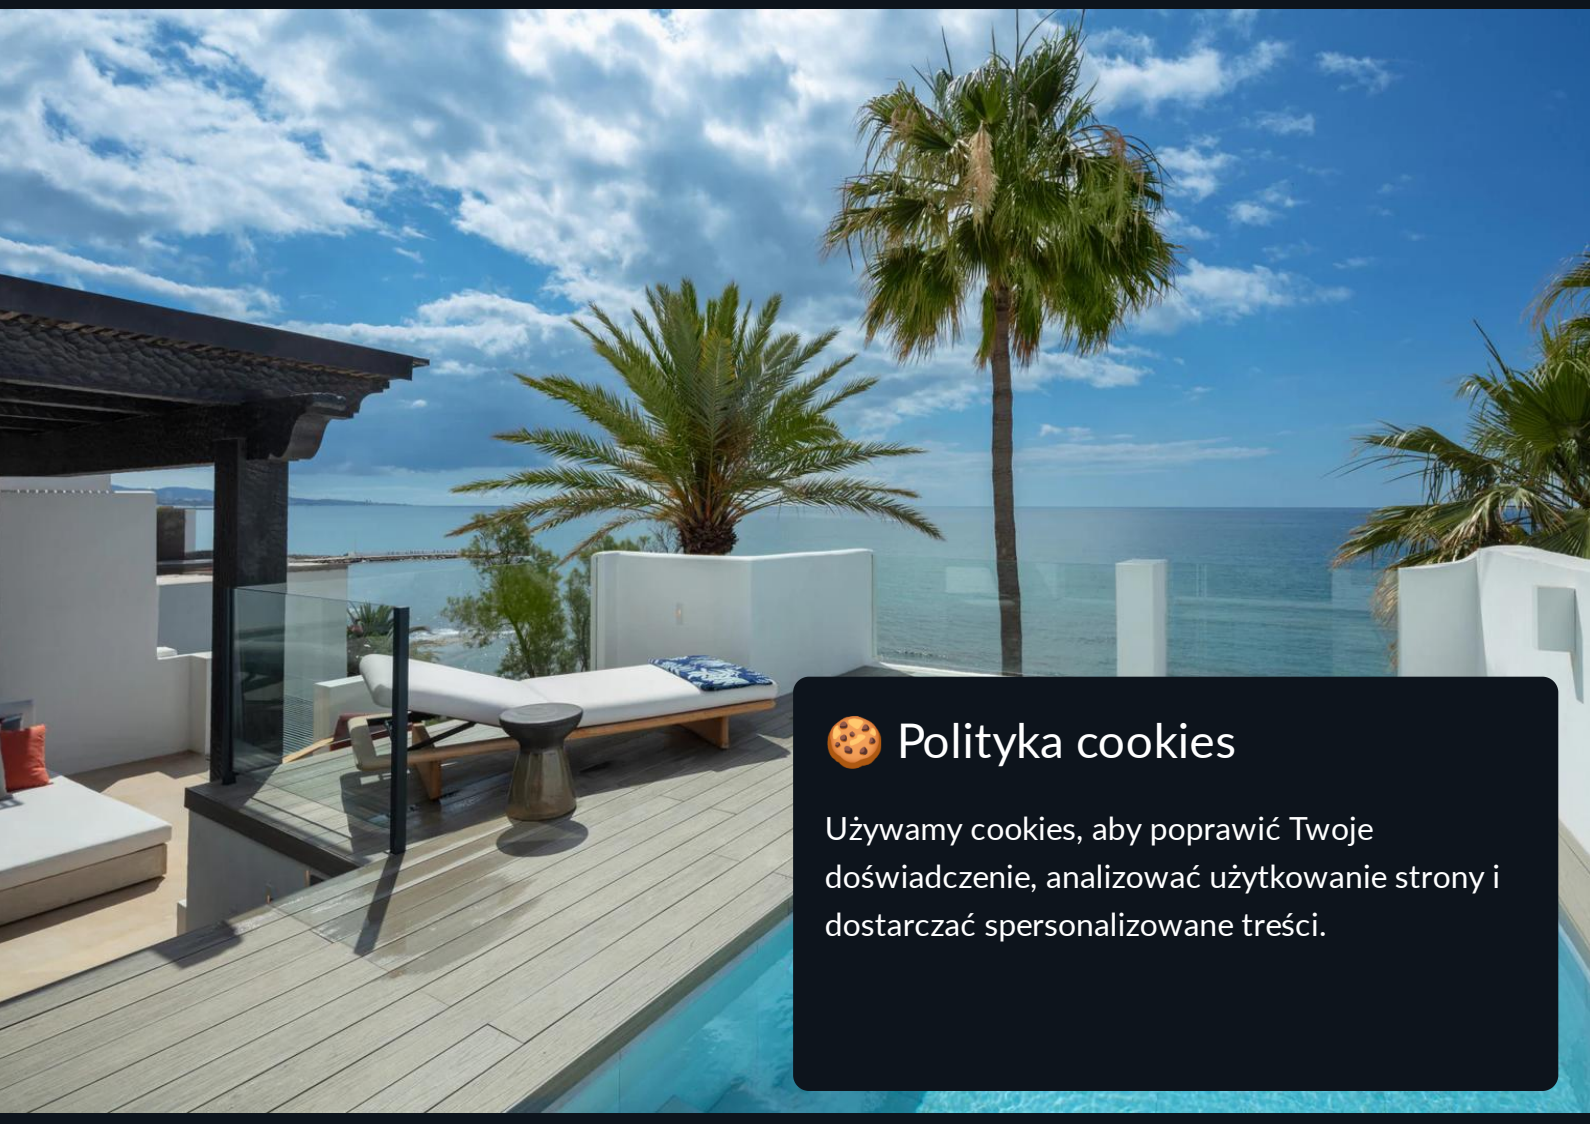 🍪 Polityka cookies
Używamy cookies, aby poprawić Twoje
doświadczenie, analizować użytkowanie strony i
dostarczać spersonalizowane treści.